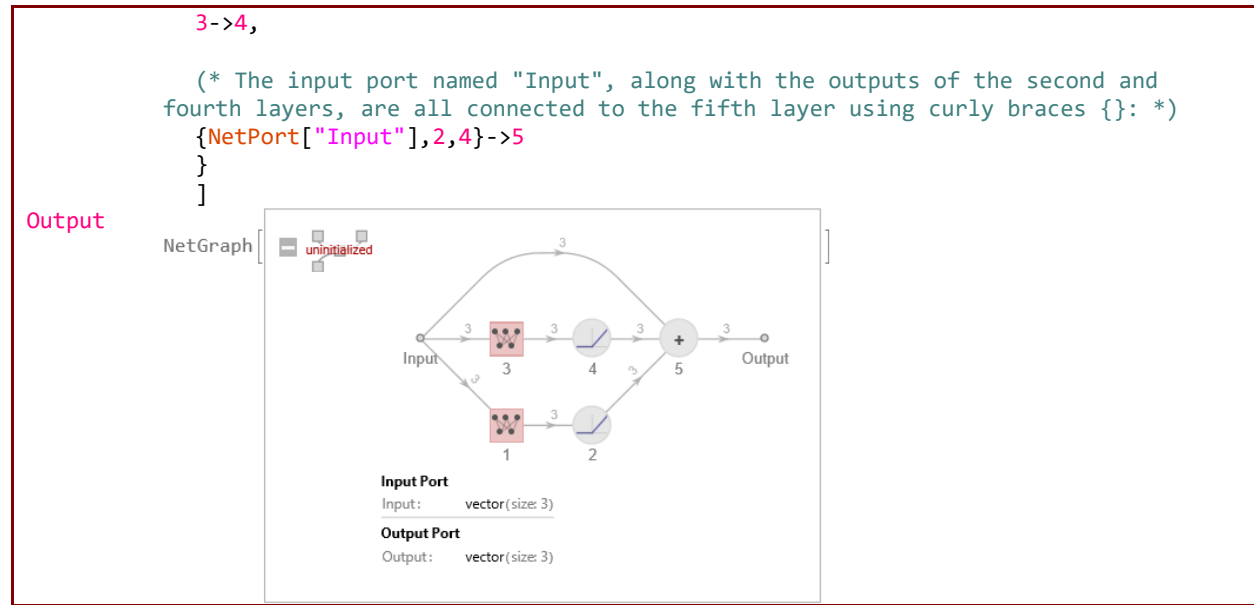 3->4,
(* The input port named "Input", along with the outputs of the second and
fourth layers, are all connected to the fifth layer using curly braces {}: *)
{NetPort["Input"],2,4}->5
}
]
Output
NetGraph[ uninitialized ]
3
3 3 3 3
Input 3 4 5 Output
3 3
3
1 2
Input Port
Input: vector(size: 3)
Output Port
Output: vector(size: 3)